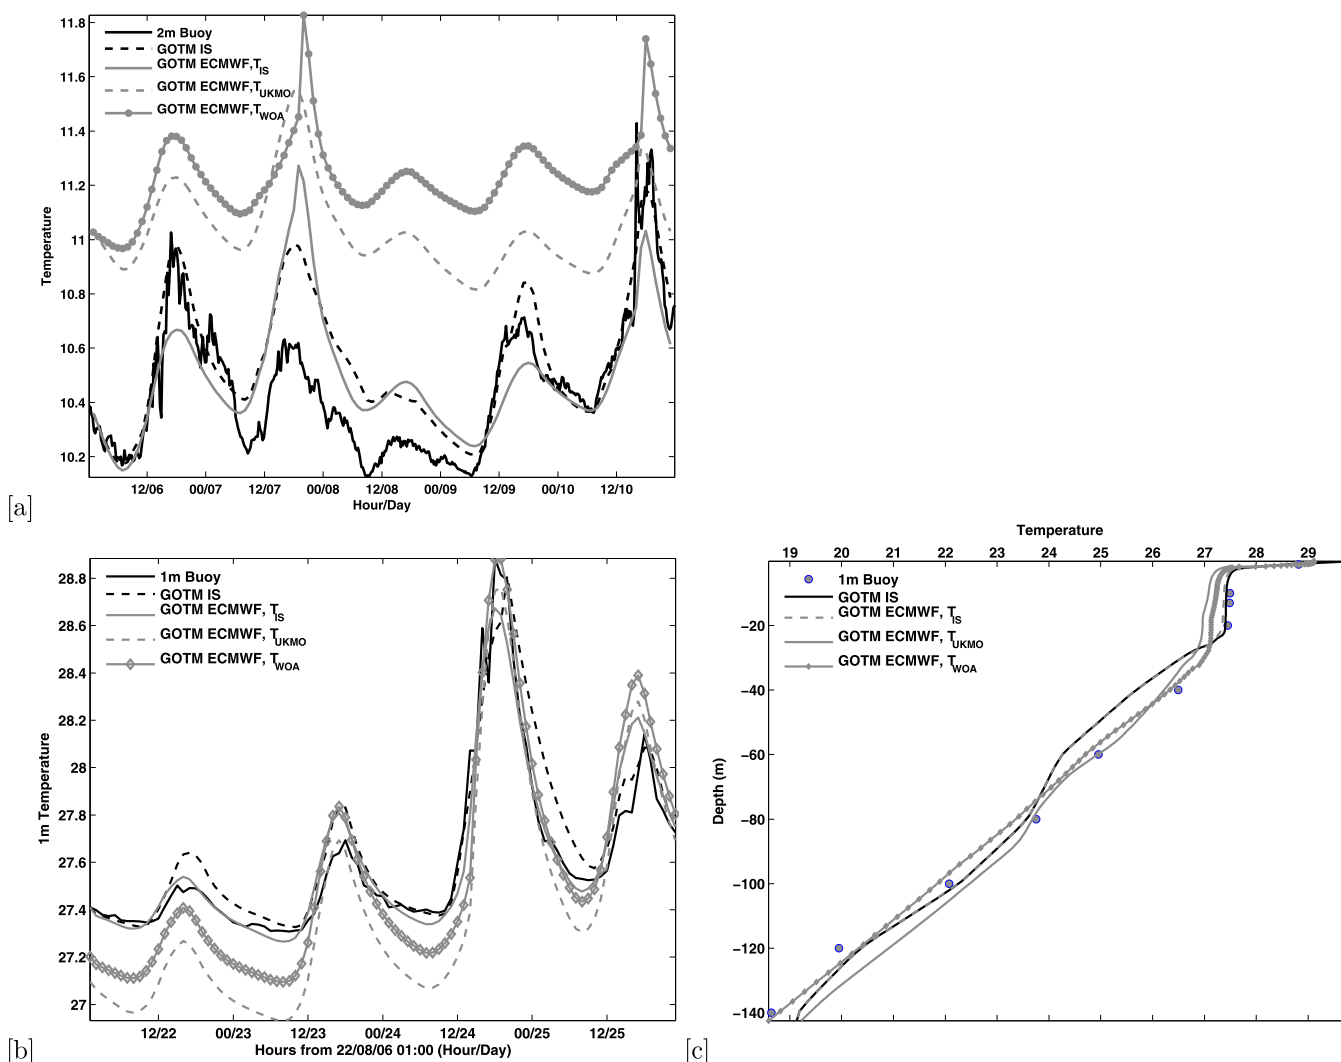 11.8
11.6
11.4
11.2
11
10.8
10.6
10.4
10.2
Temperature
2m Buoy
GOTM IS
GOTM ECMWF,T_IS
GOTM ECMWF,T_UKMO
GOTM ECMWF,T_WOA
12/06 00/07 12/07 00/08 12/08 00/09 12/09 00/10 12/10
Hour/Day
[a]
28.8
28.6
28.4
28.2
28
27.8
27.6
27.4
27.2
27
1m Temperature
1m Buoy
GOTM IS
GOTM ECMWF, T_IS
GOTM ECMWF, T_UKMO
GOTM ECMWF, T_WOA
12/22 00/23 12/23 00/24 12/24 00/25 12/25
Hours from 22/08/06 01:00 (Hour/Day)
[b]
Temperature
19 20 21 22 23 24 25 26 27 28 29
1m Buoy
GOTM IS
GOTM ECMWF, T_IS
GOTM ECMWF, T_UKMO
GOTM ECMWF, T_WOA
−20
−40
−60
−80
−100
−120
−140
Depth (m)
[c]